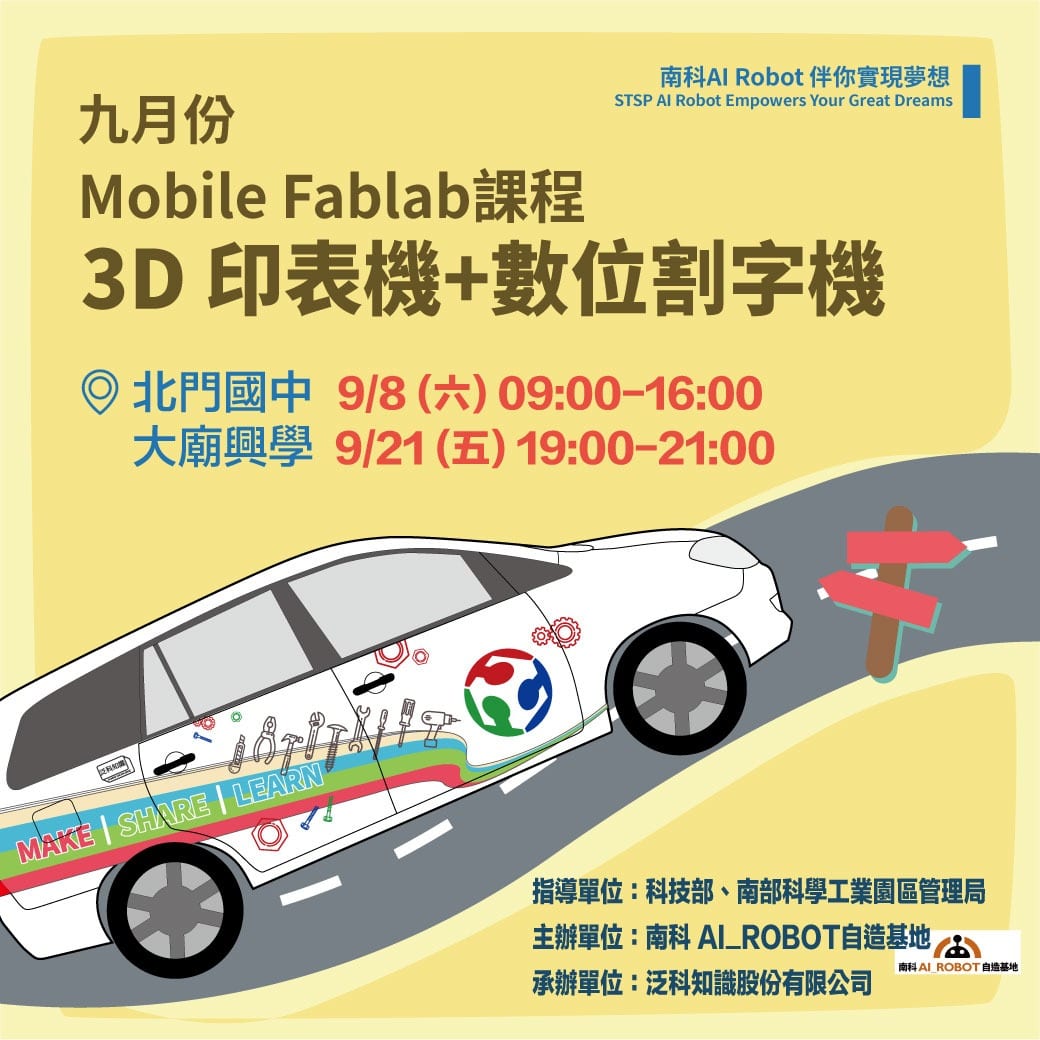 南科AI Robot 伴你實現夢想
STSP AI Robot Empowers Your Great Dreams
九月份
Mobile Fablab課程
3D 印表機+數位割字機
北門國中 9/8 (六) 09:00-16:00
大廟興學 9/21 (五) 19:00-21:00
泛科知識
MAKE | SHARE | LEARN
指導單位：科技部、南部科學工業園區管理局
主辦單位：南科 AI_ROBOT自造基地
南科 AI_ROBOT 自造基地
承辦單位：泛科知識股份有限公司